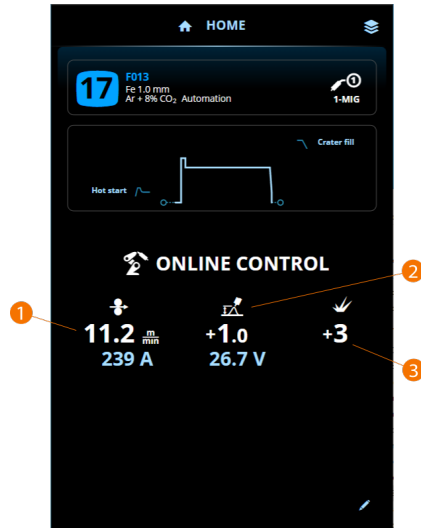 HOME
17
F013
Fe 1.0 mm
Ar + 8% CO₂ Automation
1
1-MIG
Crater fill
Hot start
ONLINE CONTROL
2
1
11.2 m/min
+1.0
+3
239 A
26.7 V
3